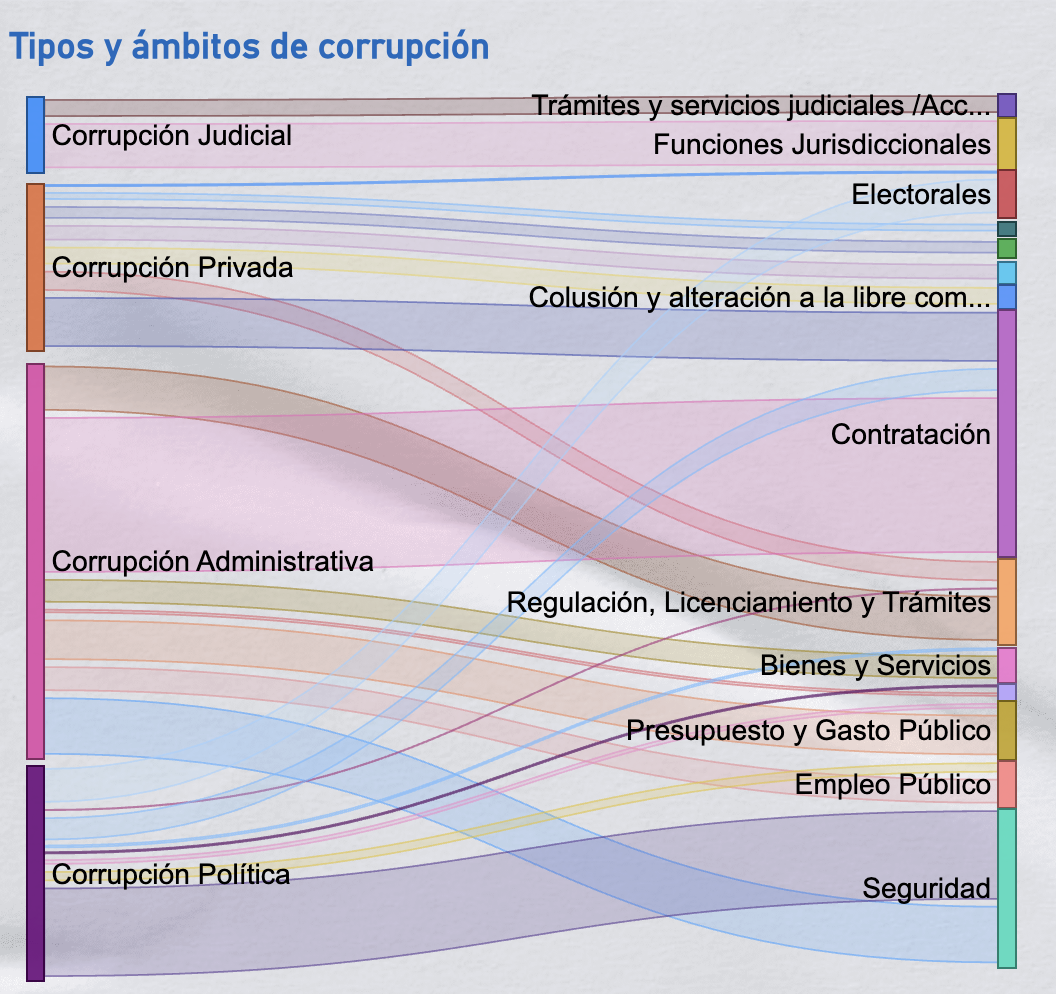 Tipos y ámbitos de corrupción
Trámites y servicios judiciales /Acc...
Corrupción Judicial
Funciones Jurisdiccionales
Electorales
Corrupción Privada
Colusión y alteración a la libre com...
Contratación
Corrupción Administrativa
Regulación, Licenciamiento y Trámites
Bienes y Servicios
Presupuesto y Gasto Público
Empleo Público
Corrupción Política
Seguridad